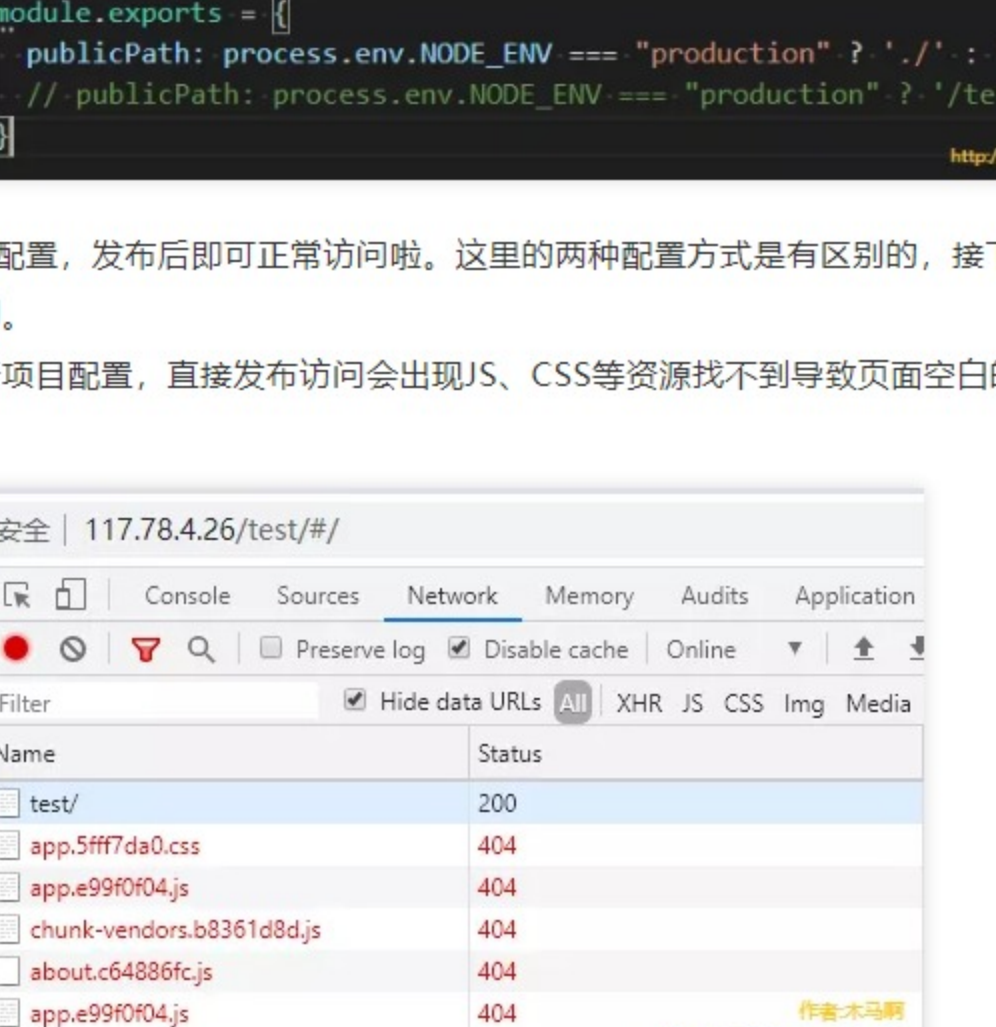 module.exports = {
publicPath: process.env.NODE_ENV === "production" ? './' :
// publicPath: process.env.NODE_ENV === "production" ? '/te
}
http:/
配置，发布后即可正常访问啦。这里的两种配置方式是有区别的，接下
。
项目配置，直接发布访问会出现JS、CSS等资源找不到导致页面空白的
安全 117.78.4.26/test/#/
Console Sources Network Memory Audits Application
Preserve log Disable cache Online
Filter Hide data URLs All XHR JS CSS Img Media
Name Status
test/ 200
app.5fff7da0.css 404
app.e99f0f04.js 404
chunk-vendors.b8361d8d.js 404
about.c64886fc.js 404
app.e99f0f04.js 404
作者:木马啊